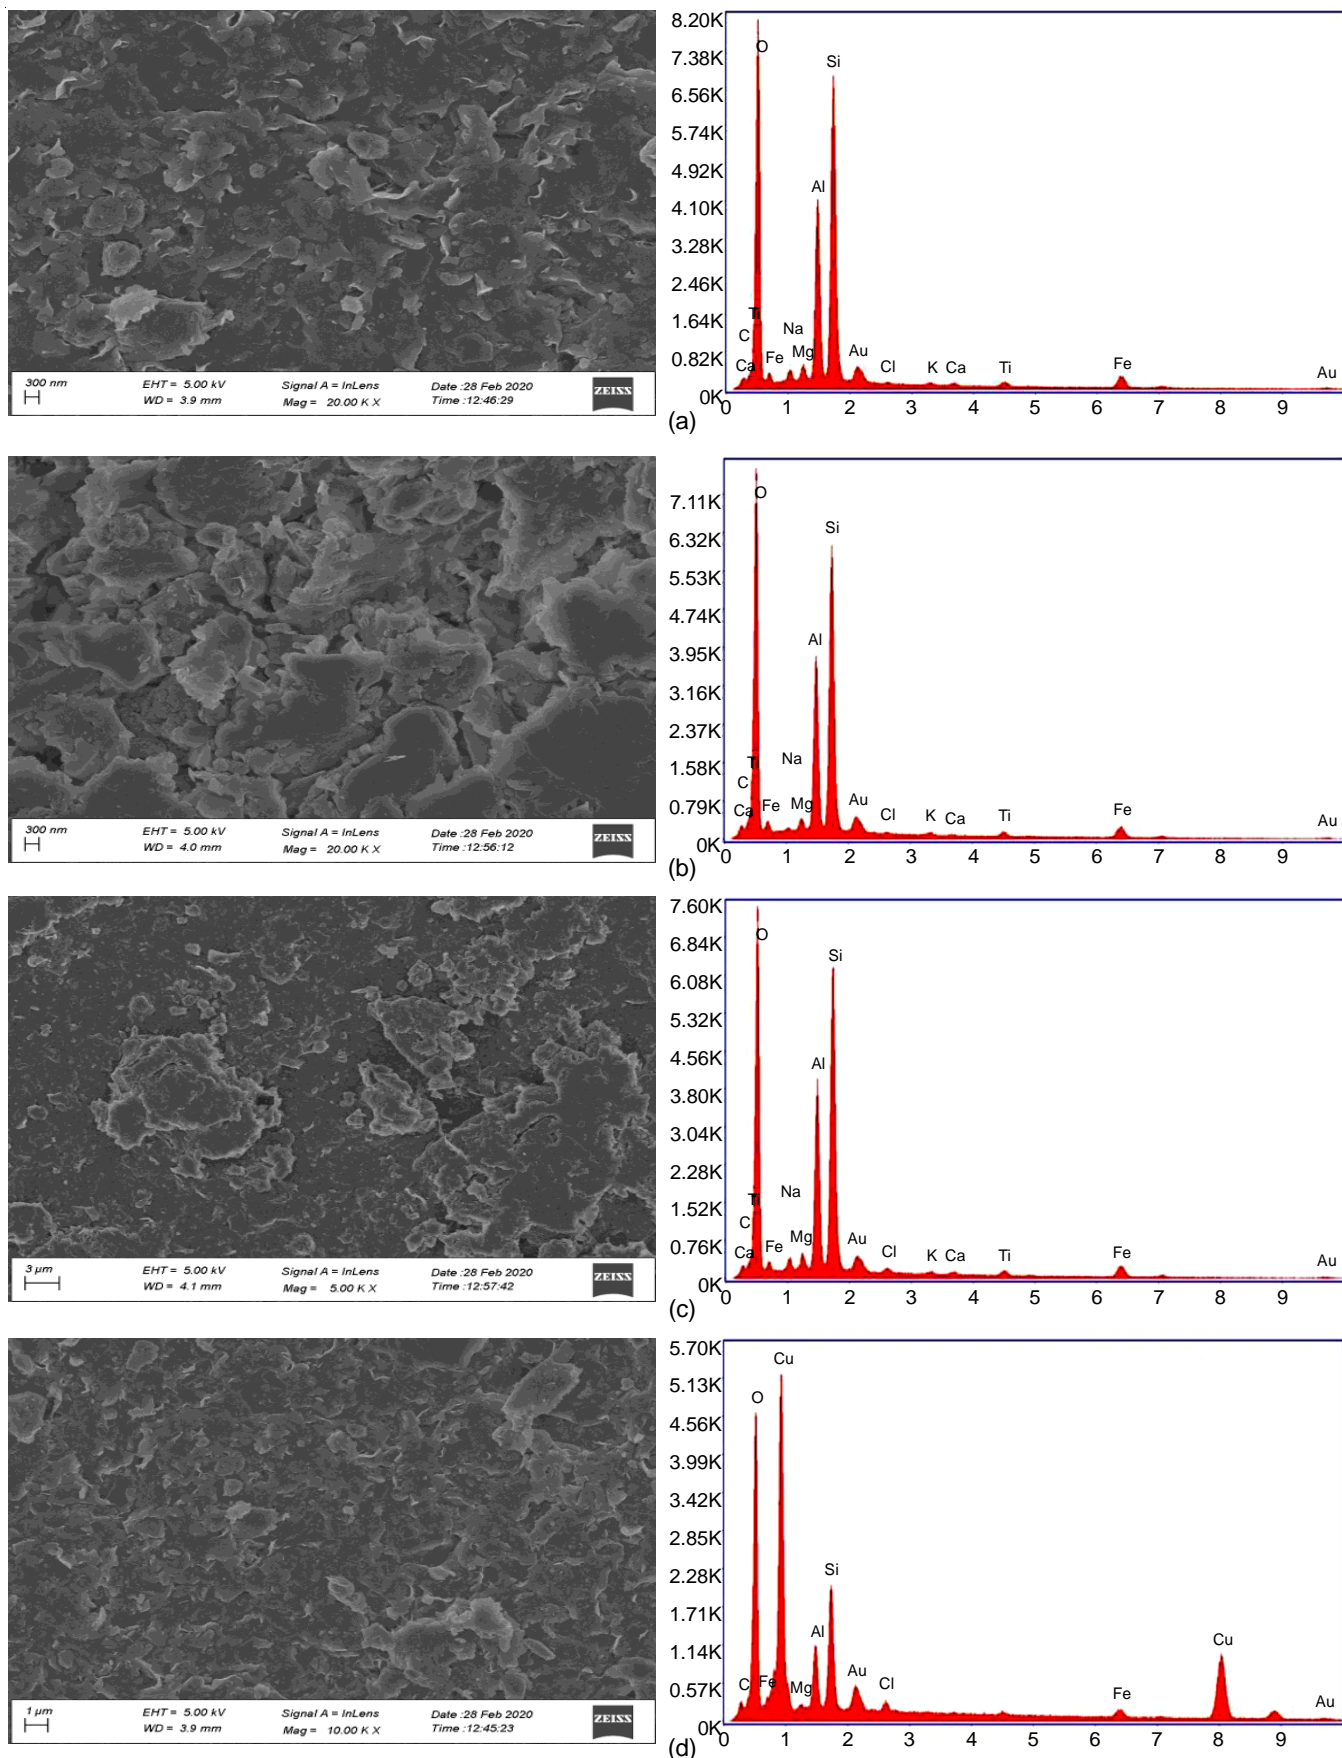 8.20K
7.38K
6.56K
5.74K
4.92K
4.10K
3.28K
2.46K
1.64K
0.82K
0K
O
Si
Al
Ti
C
Ca
Fe
Na
Mg
Au
Cl
K
Ca
Ti
Fe
Au
0 1 2 3 4 5 6 7 8 9
300 nm
EHT = 5.00 kV
WD = 3.9 mm
Signal A = InLens
Mag = 20.00 K X
Date :28 Feb 2020
Time :12:46:29
ZEISS
(a)
7.11K
6.32K
5.53K
4.74K
3.95K
3.16K
2.37K
1.58K
0.79K
0K
O
Si
Al
Ti
C
Ca
Fe
Na
Mg
Au
Cl
K
Ca
Ti
Fe
Au
0 1 2 3 4 5 6 7 8 9
300 nm
EHT = 5.00 kV
WD = 4.0 mm
Signal A = InLens
Mag = 20.00 K X
Date :28 Feb 2020
Time :12:56:12
ZEISS
(b)
7.60K
6.84K
6.08K
5.32K
4.56K
3.80K
3.04K
2.28K
1.52K
0.76K
0K
O
Si
Al
Ti
C
Ca
Fe
Na
Mg
Au
Cl
K
Ca
Ti
Fe
Au
0 1 2 3 4 5 6 7 8 9
3 µm
EHT = 5.00 kV
WD = 4.1 mm
Signal A = InLens
Mag = 5.00 K X
Date :28 Feb 2020
Time :12:57:42
ZEISS
(c)
5.70K
5.13K
4.56K
3.99K
3.42K
2.85K
2.28K
1.71K
1.14K
0.57K
0K
O
Cu
Si
Al
C
Fe
Mg
Au
Cl
Fe
Cu
Au
0 1 2 3 4 5 6 7 8 9
1 µm
EHT = 5.00 kV
WD = 3.9 mm
Signal A = InLens
Mag = 10.00 K X
Date :28 Feb 2020
Time :12:45:23
ZEISS
(d)